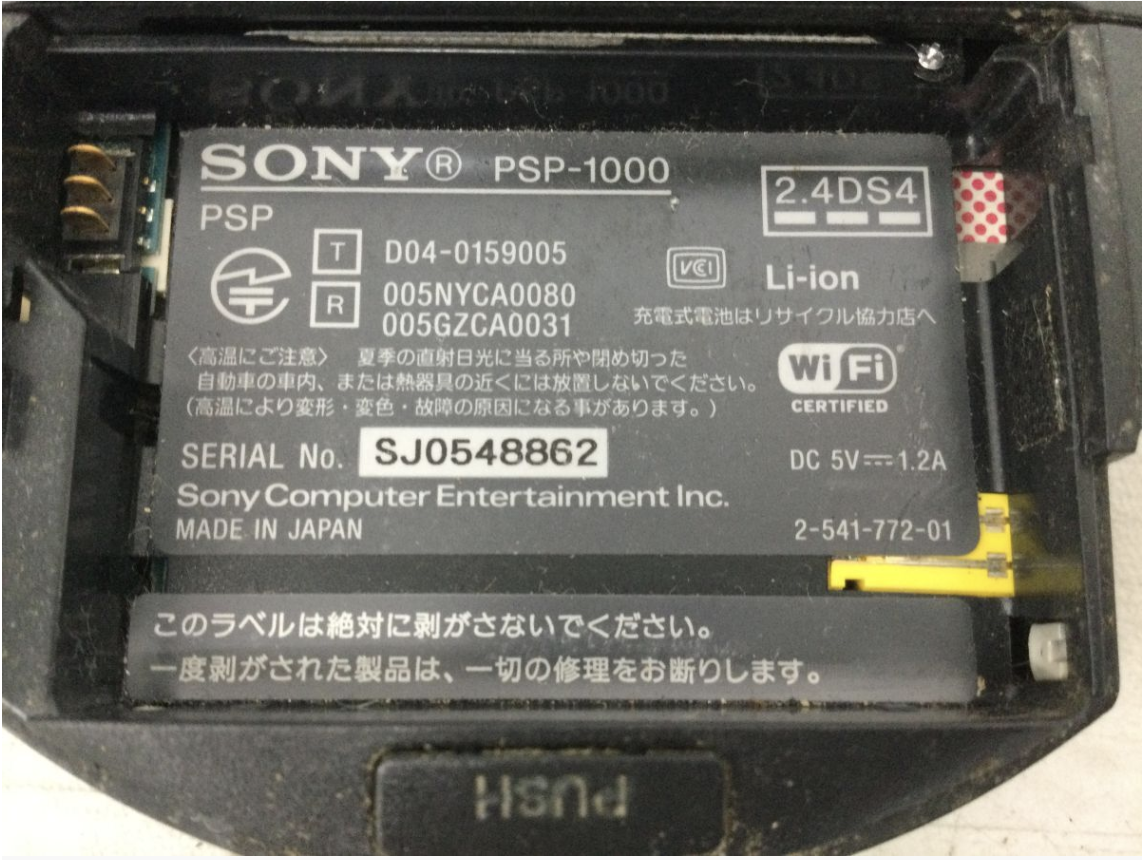 SONY® PSP-1000
2.4DS4
PSP
T D04-0159005
R 005NYCA0080
005GZCA0031
VCI
Li-ion
充電式電池はリサイクル協力店へ
〈高温にご注意〉 夏季の直射日光に当る所や閉め切った
自動車の車内、または熱器具の近くには放置しないでください。
(高温により変形・変色・故障の原因になる事があります。)
Wi Fi
CERTIFIED
SERIAL No. SJ0548862
DC 5V⎓1.2A
Sony Computer Entertainment Inc.
MADE IN JAPAN
2-541-772-01
このラベルは絶対に剥がさないでください。
一度剥がされた製品は、一切の修理をお断りします。
PUSH